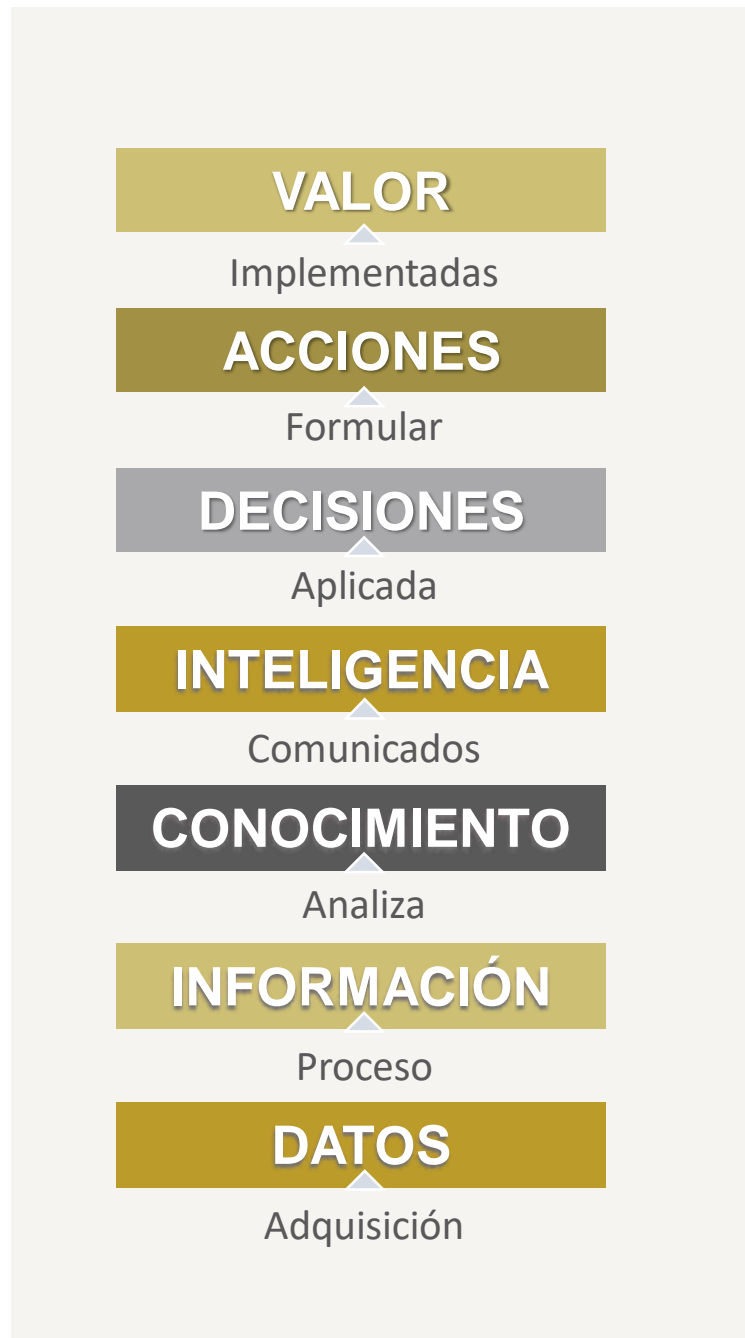 VALOR
Implementadas
ACCIONES
Formular
DECISIONES
Aplicada
INTELIGENCIA
Comunicados
CONOCIMIENTO
Analiza
INFORMACIÓN
Proceso
DATOS
Adquisición